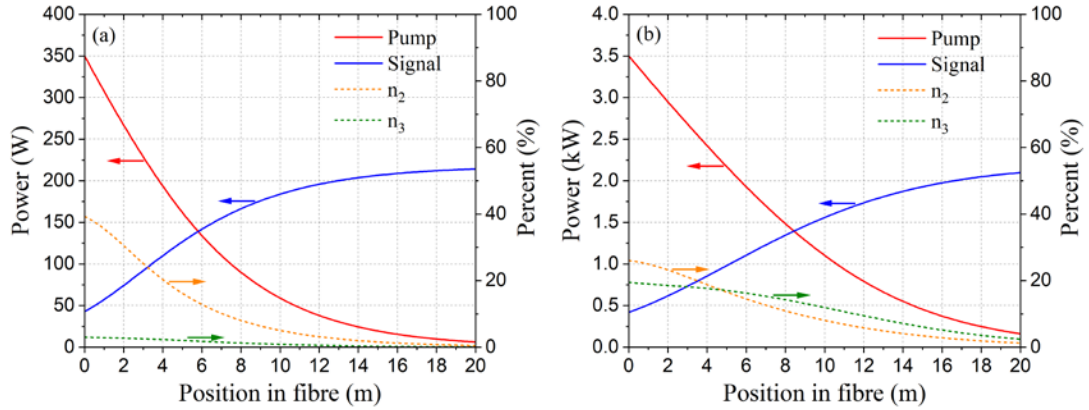 (a)
Pump
Signal
n2
n3
400
350
300
250
200
150
100
50
0
Power (W)
100
80
60
40
20
0
Percent (%)
0 2 4 6 8 10 12 14 16 18 20
Position in fibre (m)
(b)
Pump
Signal
n2
n3
4.0
3.5
3.0
2.5
2.0
1.5
1.0
0.5
0.0
Power (kW)
100
80
60
40
20
0
Percent (%)
0 2 4 6 8 10 12 14 16 18 20
Position in fibre (m)